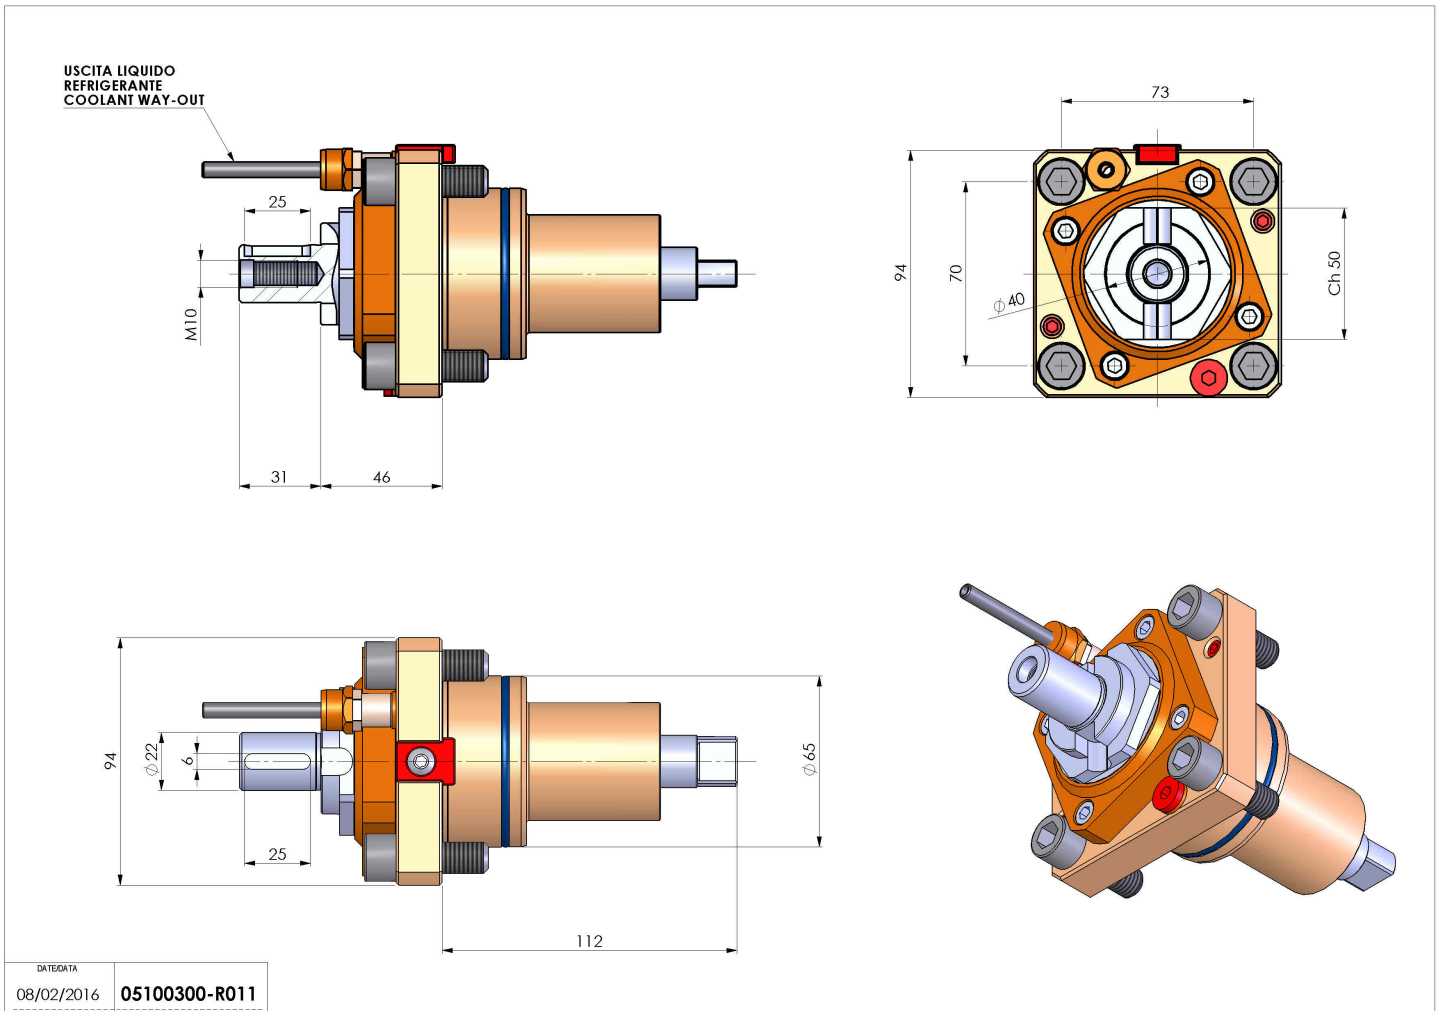 USCITA LIQUIDO
REFRIGERANTE
COOLANT WAY-OUT
25
M10
31
46
73
94
70
Ch 50
⌀ 40
94
⌀ 22
6
25
⌀ 65
112
DATE/DATA
08/02/2016
05100300-R011